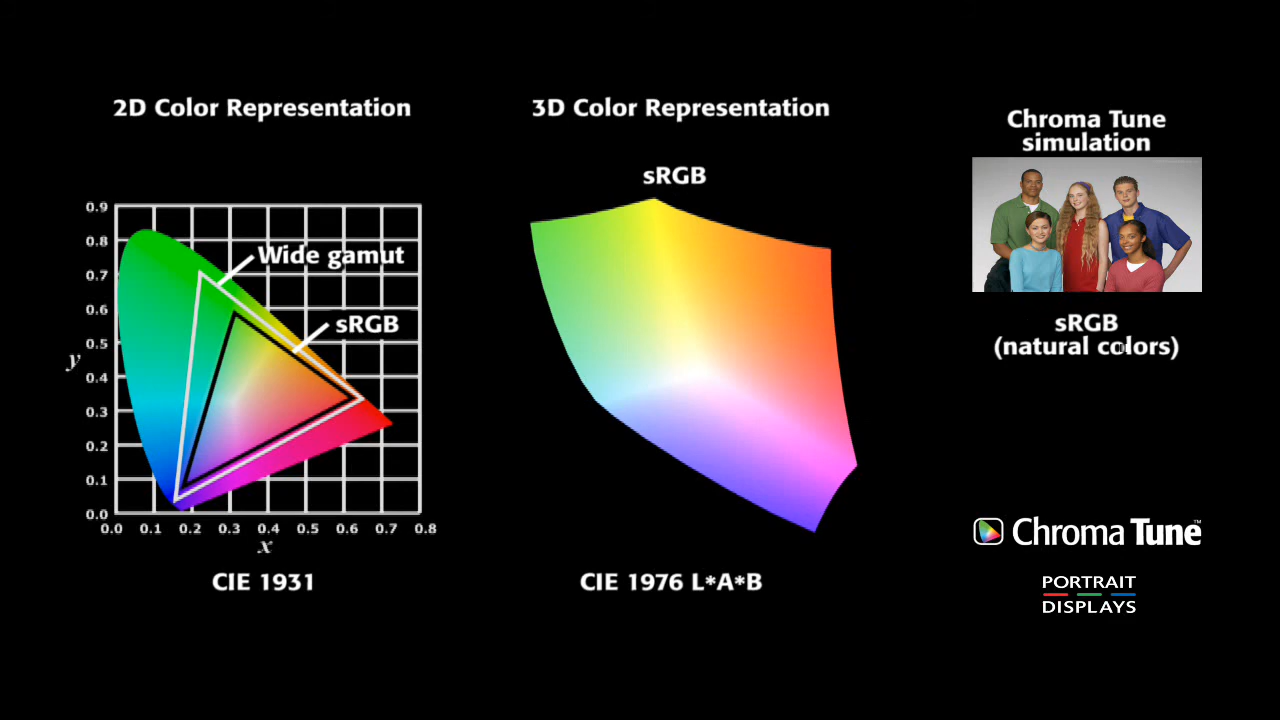 2D Color Representation
0.9
0.8
0.7
0.6
0.5
0.4
0.3
0.2
0.1
0.0
y
Wide gamut
sRGB
0.0 0.1 0.2 0.3 0.4 0.5 0.6 0.7 0.8
x
CIE 1931
3D Color Representation
sRGB
CIE 1976 L*A*B
Chroma Tune
simulation
sRGB
(natural colors)
Chroma Tune™
PORTRAIT
DISPLAYS